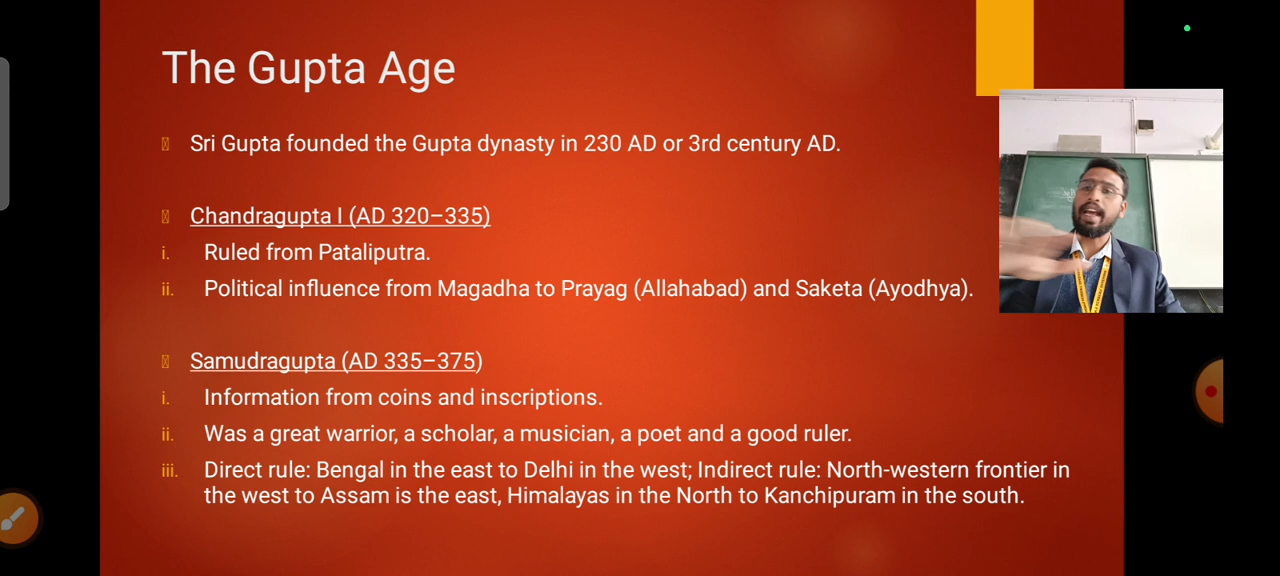 The Gupta Age
Sri Gupta founded the Gupta dynasty in 230 AD or 3rd century AD.
Chandragupta I (AD 320–335)
i. Ruled from Pataliputra.
ii. Political influence from Magadha to Prayag (Allahabad) and Saketa (Ayodhya).
Samudragupta (AD 335–375)
i. Information from coins and inscriptions.
ii. Was a great warrior, a scholar, a musician, a poet and a good ruler.
iii. Direct rule: Bengal in the east to Delhi in the west; Indirect rule: North-western frontier in
the west to Assam is the east, Himalayas in the North to Kanchipuram in the south.